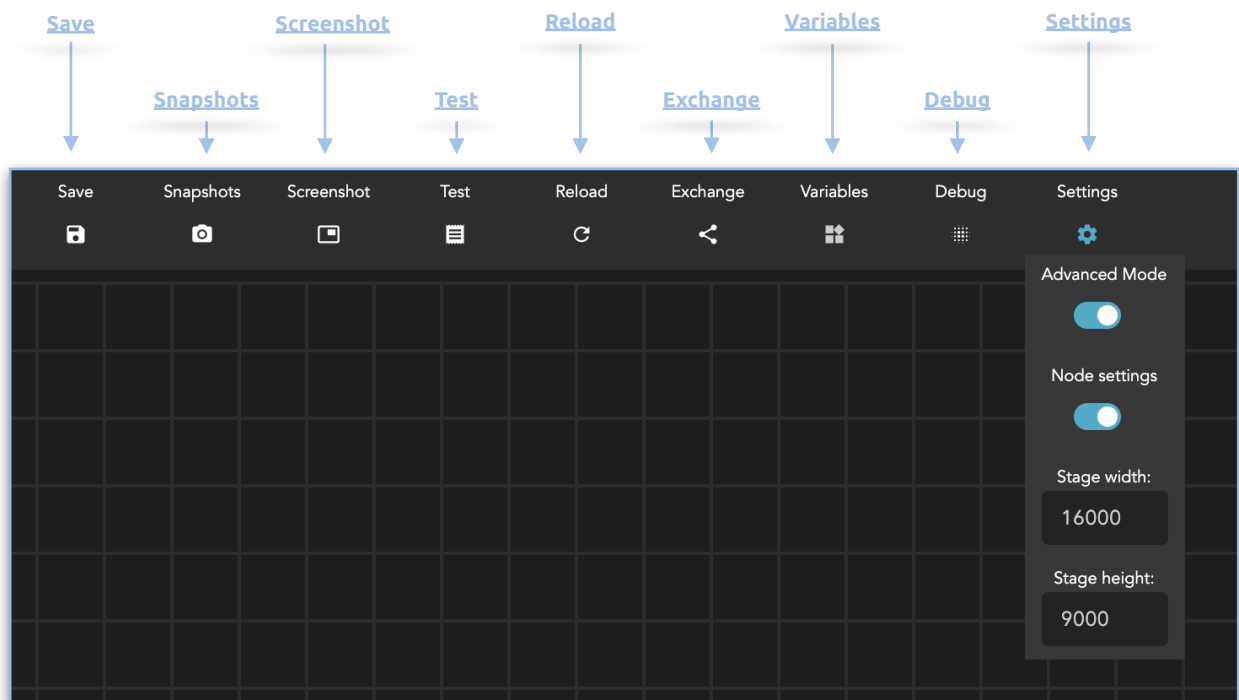 Save
Screenshot
Reload
Variables
Settings
Snapshots
Test
Exchange
Debug
Save
Snapshots
Screenshot
Test
Reload
Exchange
Variables
Debug
Settings
Advanced Mode
Node settings
Stage width:
16000
Stage height:
9000